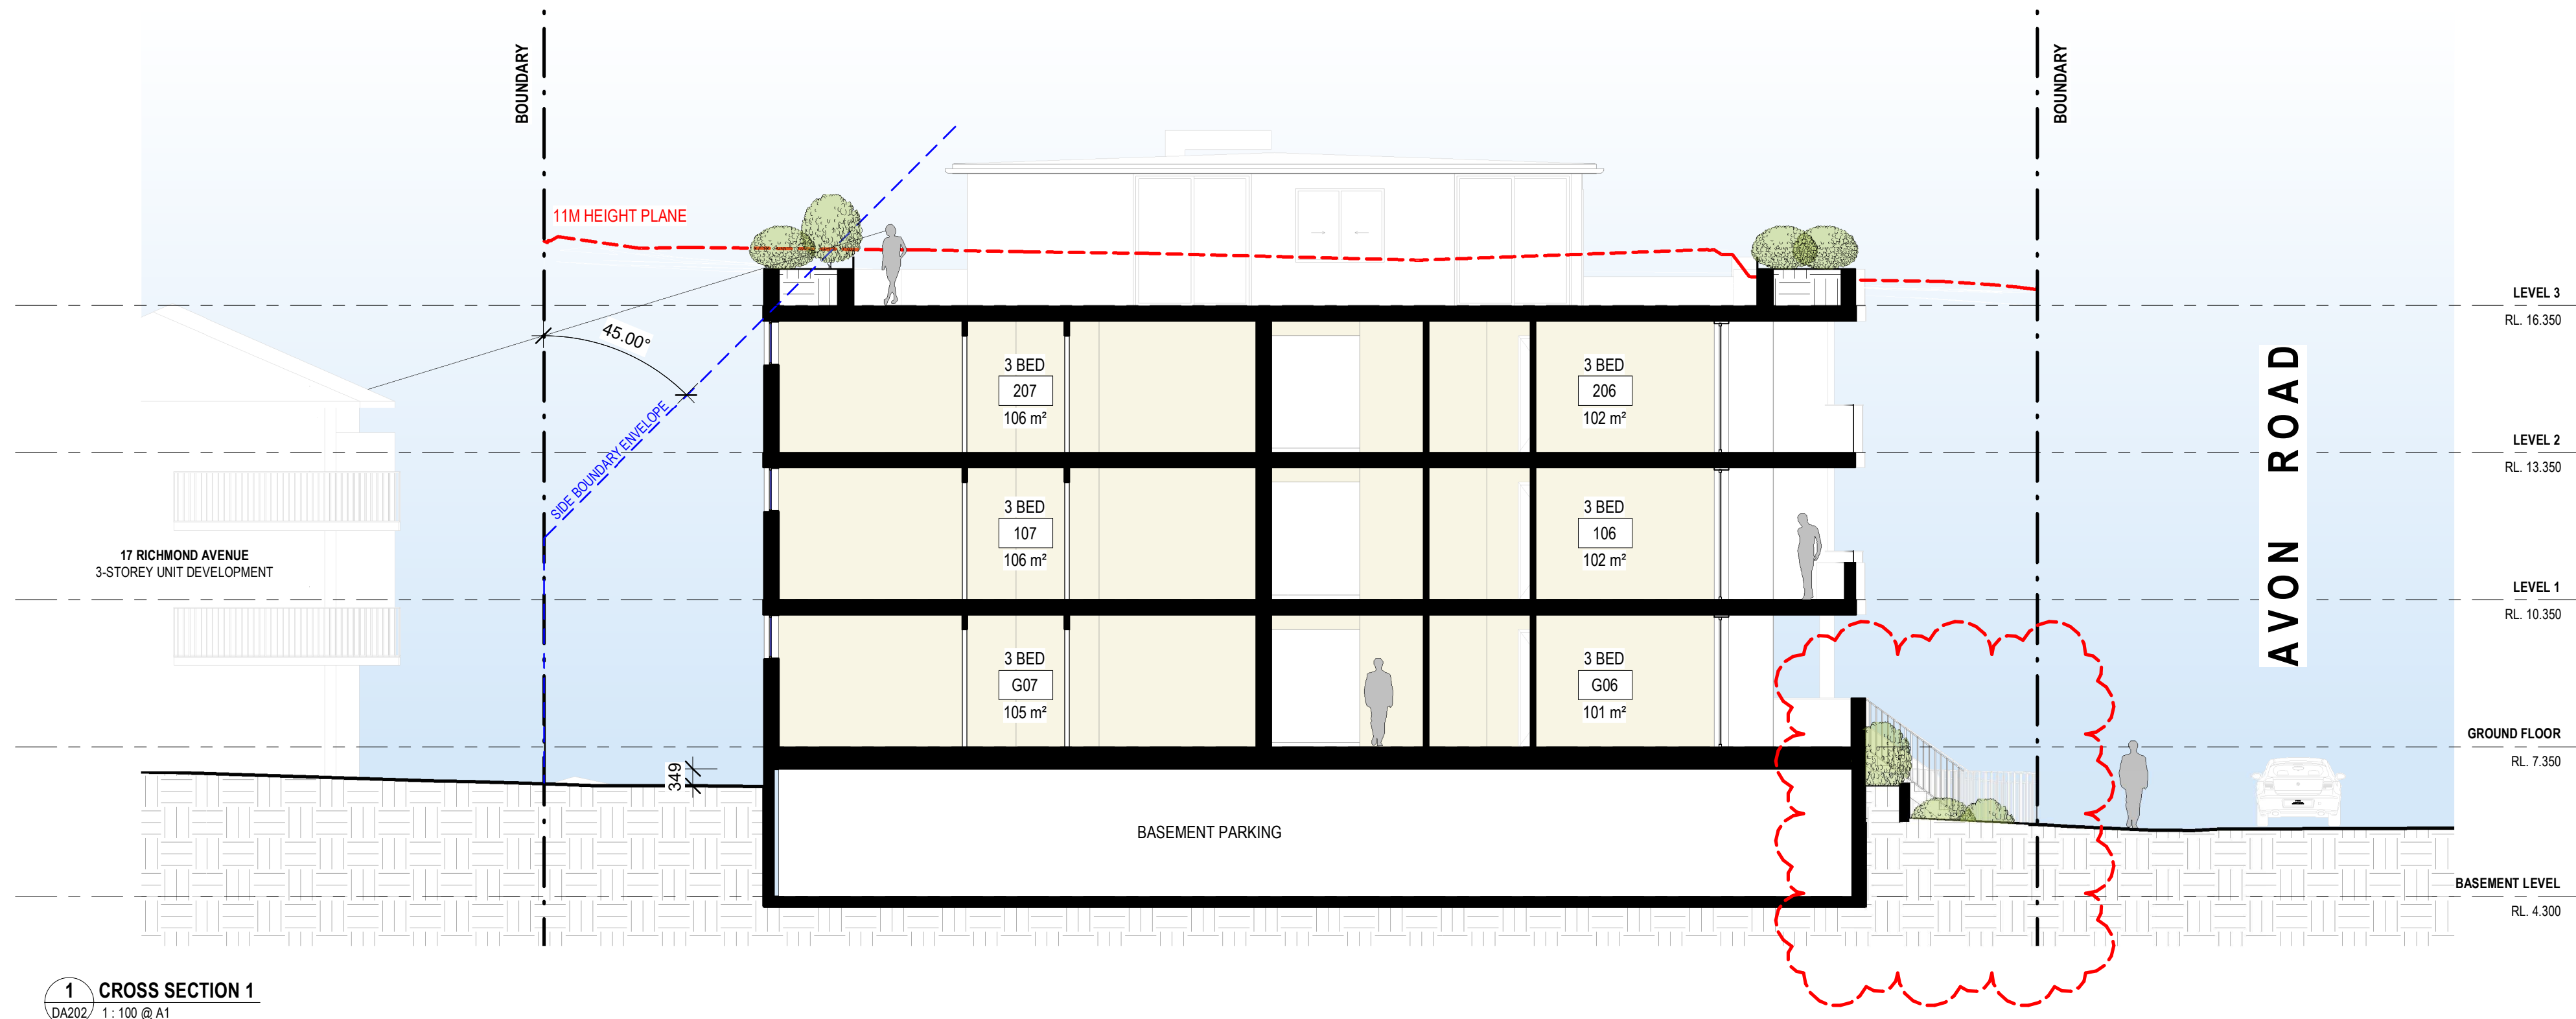 BOUNDARY
BOUNDARY
11M HEIGHT PLANE
45.00°
SIDE BOUNDARY ENVELOPE
LEVEL 3
RL. 16.350
3 BED
207
106 m²
3 BED
206
102 m²
AVON ROAD
LEVEL 2
RL. 13.350
3 BED
107
106 m²
3 BED
106
102 m²
17 RICHMOND AVENUE
3-STOREY UNIT DEVELOPMENT
LEVEL 1
RL. 10.350
3 BED
G07
105 m²
3 BED
G06
101 m²
GROUND FLOOR
RL. 7.350
349
BASEMENT PARKING
BASEMENT LEVEL
RL. 4.300
1
CROSS SECTION 1
DA202
1 : 100 @ A1